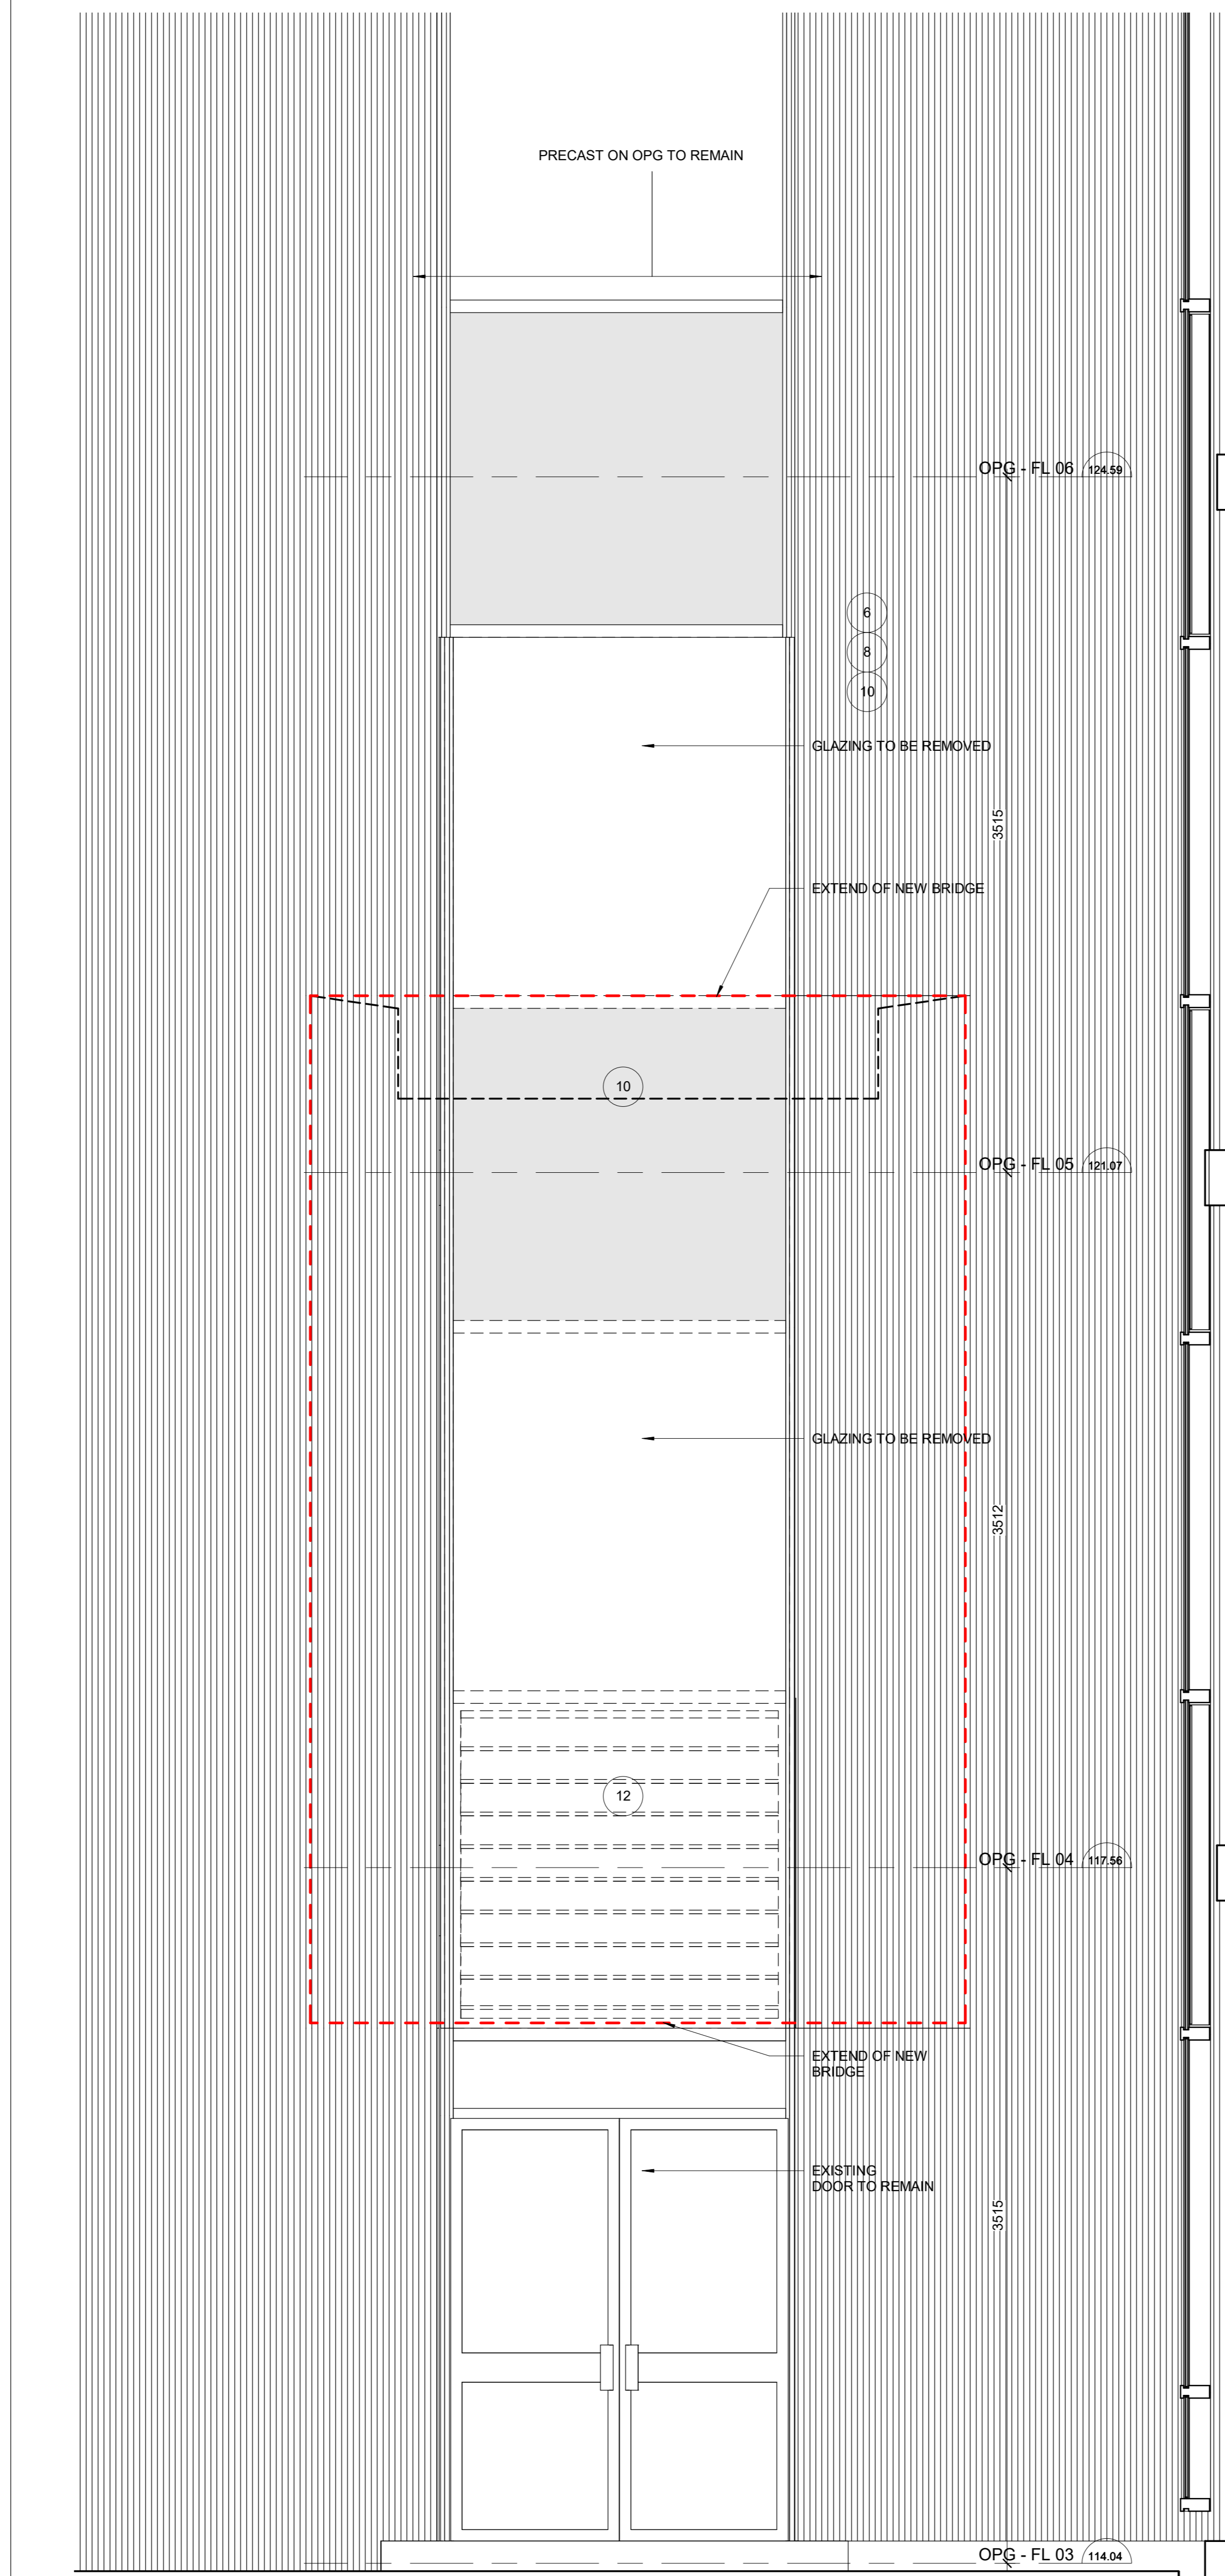 PRECAST ON OPG TO REMAIN
OPG - FL 06 124.59
6
8
10
GLAZING TO BE REMOVED
3515
EXTEND OF NEW BRIDGE
10
OPG - FL 05 121.07
GLAZING TO BE REMOVED
3512
12
OPG - FL 04 117.56
EXTEND OF NEW
BRIDGE
EXISTING
DOOR TO REMAIN
3515
OPG - FL 03 114.04